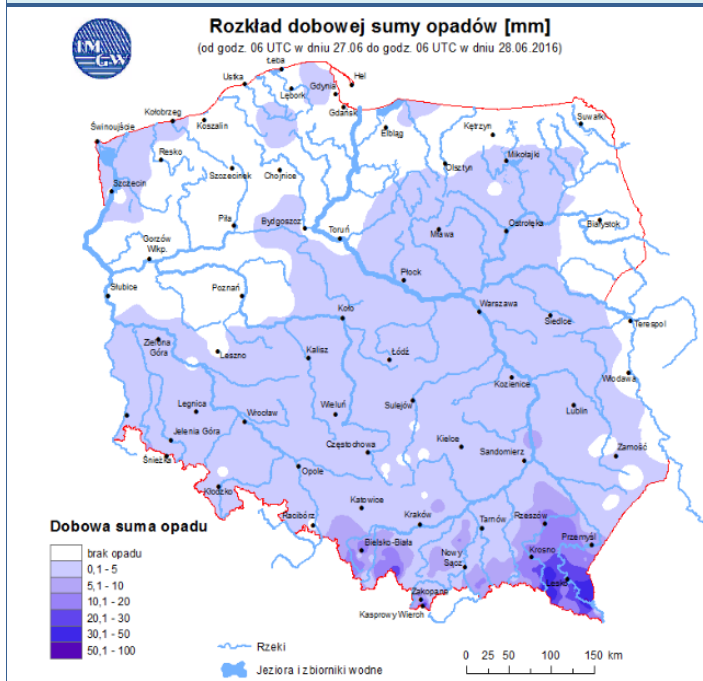 Rozkład dobowej sumy opadów [mm]
(od godz. 06 UTC w dniu 27.06 do godz. 06 UTC w dniu 28.06.2016)
IM
GW
Łeba
Hel
Ustka
Gdynia
Lębork
Gdańsk
Kołobrzeg
Koszalin
Świnoujście
Elbląg
Kętrzyn
Suwałki
Resko
Szczecinek
Chojnice
Olsztyn
Mikołajki
Szczecin
Piła
Bydgoszcz
Toruń
Mława
Ostrołęka
Białystok
Gorzów
Wlkp.
Płock
Słubice
Poznań
Koło
Warszawa
Siedlce
Terespol
Zielona
Góra
Leszno
Kalisz
Łódź
Włodawa
Kozienice
Legnica
Wrocław
Wieluń
Sulejów
Lublin
Jelenia Góra
Częstochowa
Kielce
Sandomierz
Zamość
Śnieżka
Opole
Kłodzko
Katowice
Racibórz
Kraków
Tarnów
Rzeszów
Przemyśl
Bielsko-Biała
Nowy
Sącz
Krosno
Lesko
Zakopane
Kasprowy Wierch
Dobowa suma opadu
brak opadu
0,1 - 5
5,1 - 10
10,1 - 20
20,1 - 30
30,1 - 50
50,1 - 100
Rzeki
Jeziora i zbiorniki wodne
0 25 50 100 150 km